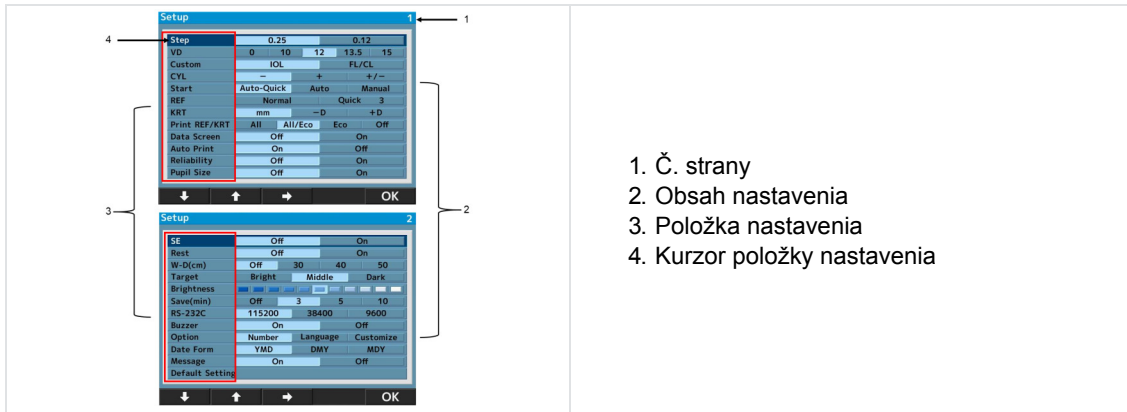 Setup 1
1
4
Step 0.25 0.12
VD 0 10 12 13.5 15
Custom IOL FL/CL
CYL − + +/−
Start Auto-Quick Auto Manual
REF Normal Quick 3
KRT mm −D +D
Print REF/KRT All All/Eco Eco Off
Data Screen Off On
Auto Print On Off
Reliability Off On
Pupil Size Off On
OK
3
2
Setup 2
SE Off On
Rest Off On
W-D(cm) Off 30 40 50
Target Bright Middle Dark
Brightness
Save(min) Off 3 5 10
RS-232C 115200 38400 9600
Buzzer On Off
Option Number Language Customize
Date Form YMD DMY MDY
Message On Off
Default Setting
OK
1. Č. strany
2. Obsah nastavenia
3. Položka nastavenia
4. Kurzor položky nastavenia